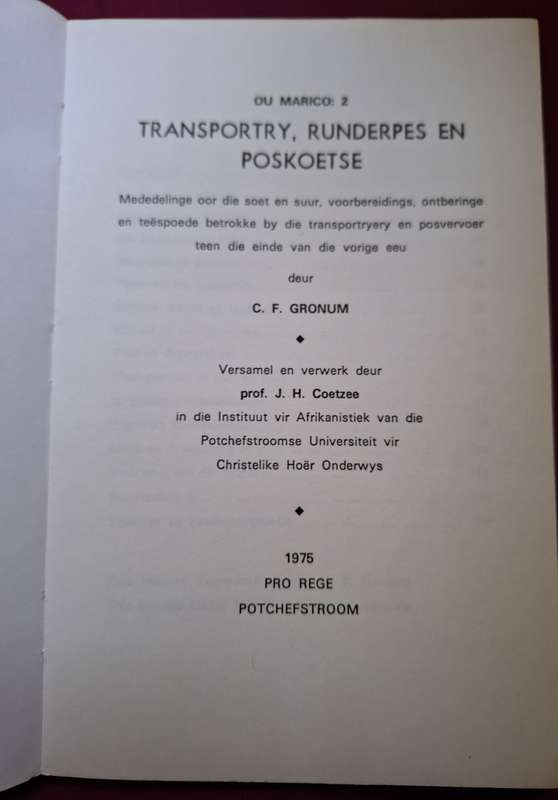 OU MARICO: 2
TRANSPORTRY, RUNDERPES EN
POSKOETSE
Mededelinge oor die soet en suur, voorbereidings, ontberinge
en teëspoede betrokke by die transportryery en posvervoer
teen die einde van die vorige eeu
deur
C. F. GRONUM
Versamel en verwerk deur
prof. J. H. Coetzee
in die Instituut vir Afrikanistiek van die
Potchefstroomse Universiteit vir
Christelike Hoër Onderwys
1975
PRO REGE
POTCHEFSTROOM